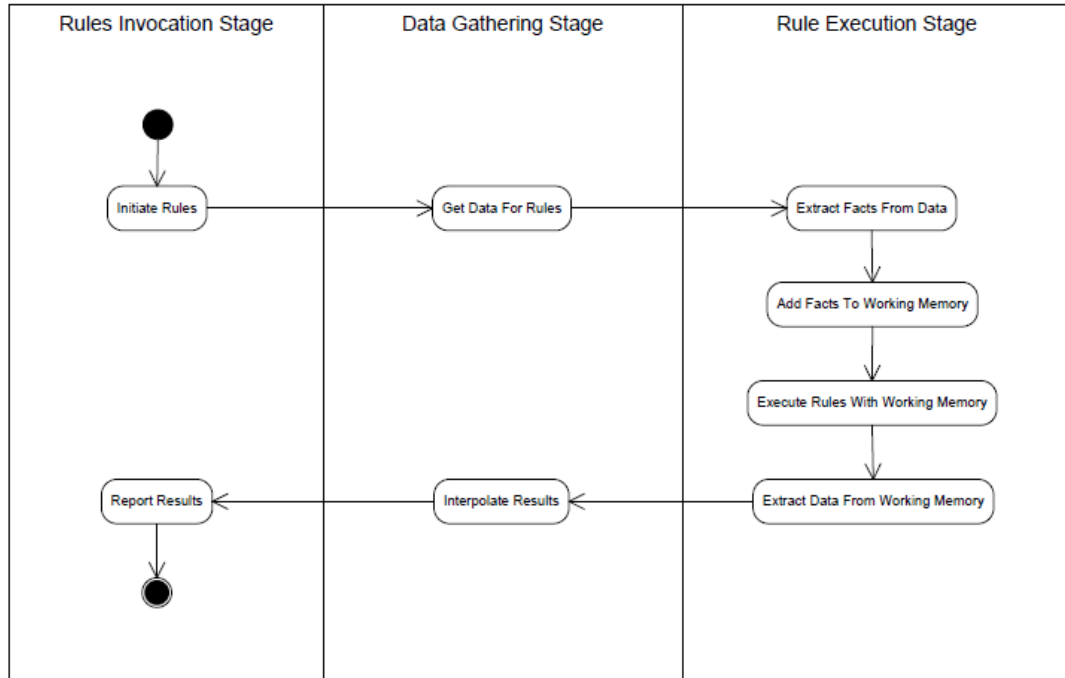 Rules Invocation Stage
Data Gathering Stage
Rule Execution Stage
Initiate Rules
Get Data For Rules
Extract Facts From Data
Add Facts To Working Memory
Execute Rules With Working Memory
Report Results
Interpolate Results
Extract Data From Working Memory